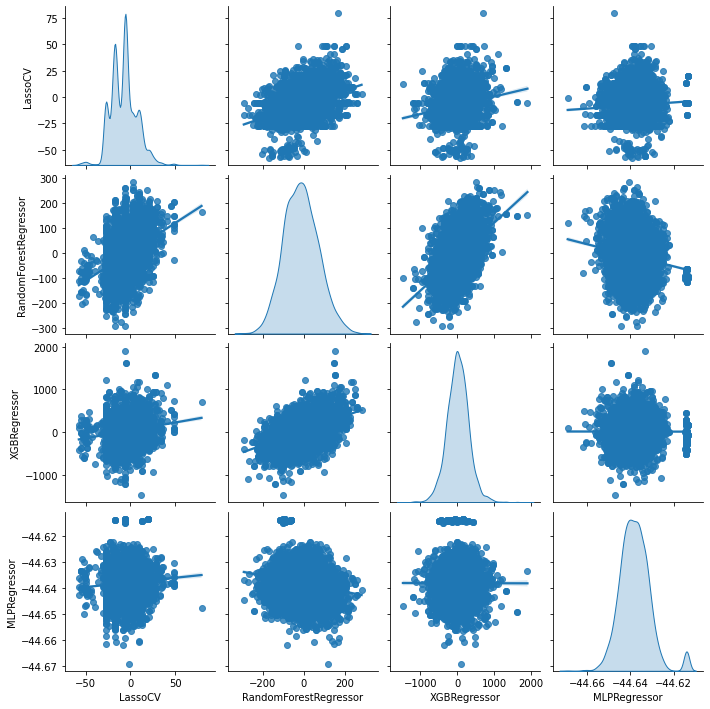 75
50
25
0
−25
−50
LassoCV
300
200
100
0
−100
−200
−300
RandomForestRegressor
2000
1000
0
−1000
XGBRegressor
−44.62
−44.63
−44.64
−44.65
−44.66
−44.67
MLPRegressor
−50 0 50
LassoCV
−200 0 200
RandomForestRegressor
−1000 0 1000 2000
XGBRegressor
−44.66 −44.64 −44.62
MLPRegressor